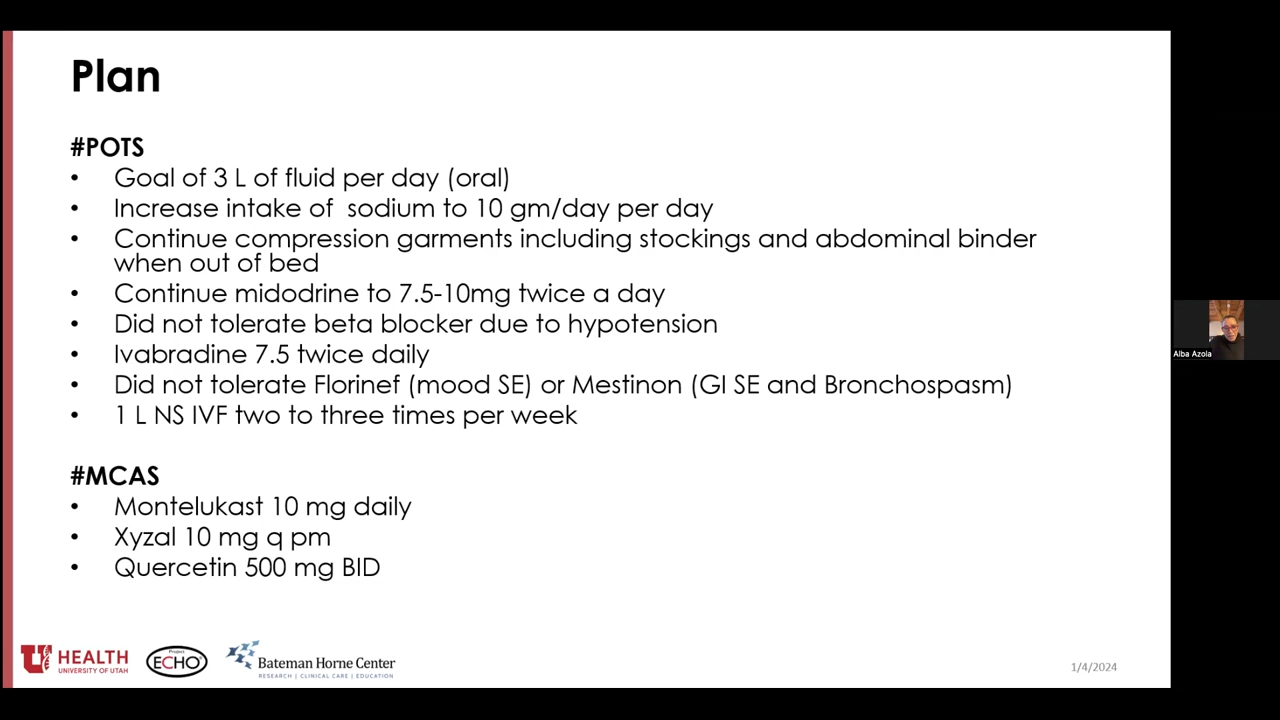 Plan
#POTS
• Goal of 3 L of fluid per day (oral)
• Increase intake of  sodium to 10 gm/day per day
• Continue compression garments including stockings and abdominal binder
when out of bed
• Continue midodrine to 7.5-10mg twice a day
• Did not tolerate beta blocker due to hypotension
• Ivabradine 7.5 twice daily
• Did not tolerate Florinef (mood SE) or Mestinon (GI SE and Bronchospasm)
• 1 L NS IVF two to three times per week
#MCAS
• Montelukast 10 mg daily
• Xyzal 10 mg q pm
• Quercetin 500 mg BID
Alba Azola
U HEALTH
UNIVERSITY OF UTAH
Project
ECHO
Bateman Horne Center
RESEARCH | CLINICAL CARE | EDUCATION
1/4/2024